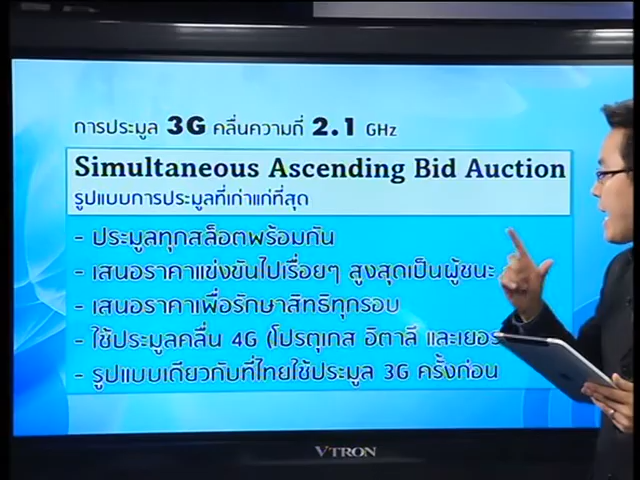 การประมูล 3G คลื่นความถี่ 2.1 GHz
Simultaneous Ascending Bid Auction
รูปแบบการประมูลที่เก่าแก่ที่สุด
- ประมูลทุกสล็อตพร้อมกัน
- เสนอราคาแข่งขันไปเรื่อยๆ สูงสุดเป็นผู้ชนะ
- เสนอราคาเพื่อรักษาสิทธิทุกรอบ
- ใช้ประมูลคลื่น 4G (โปรตุเกส อิตาลี และเยอร
- รูปแบบเดียวกับที่ไทยใช้ประมูล 3G ครั้งก่อน
VTRON